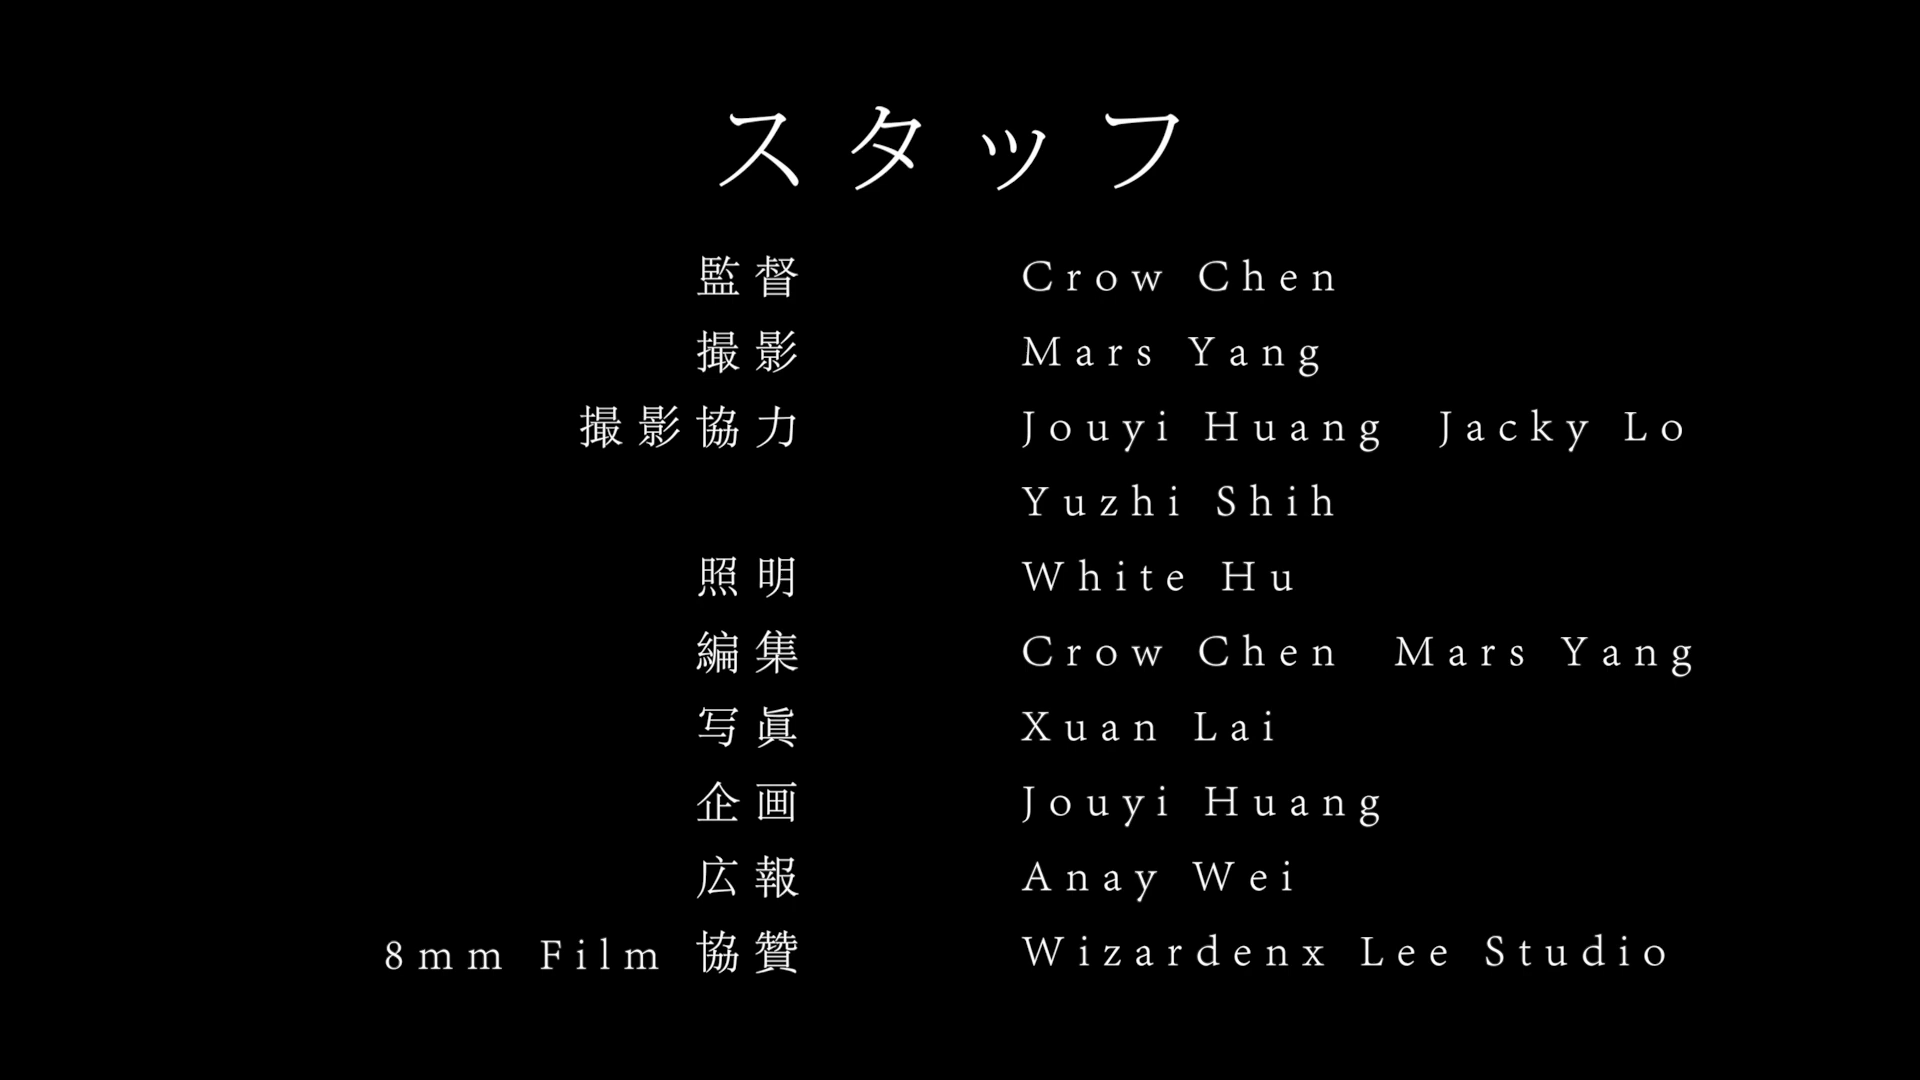 スタッフ
監督 Crow Chen
撮影 Mars Yang
撮影協力 Jouyi Huang Jacky Lo
Yuzhi Shih
照明 White Hu
編集 Crow Chen Mars Yang
写眞 Xuan Lai
企画 Jouyi Huang
広報 Anay Wei
8mm Film 協贊 Wizardenx Lee Studio